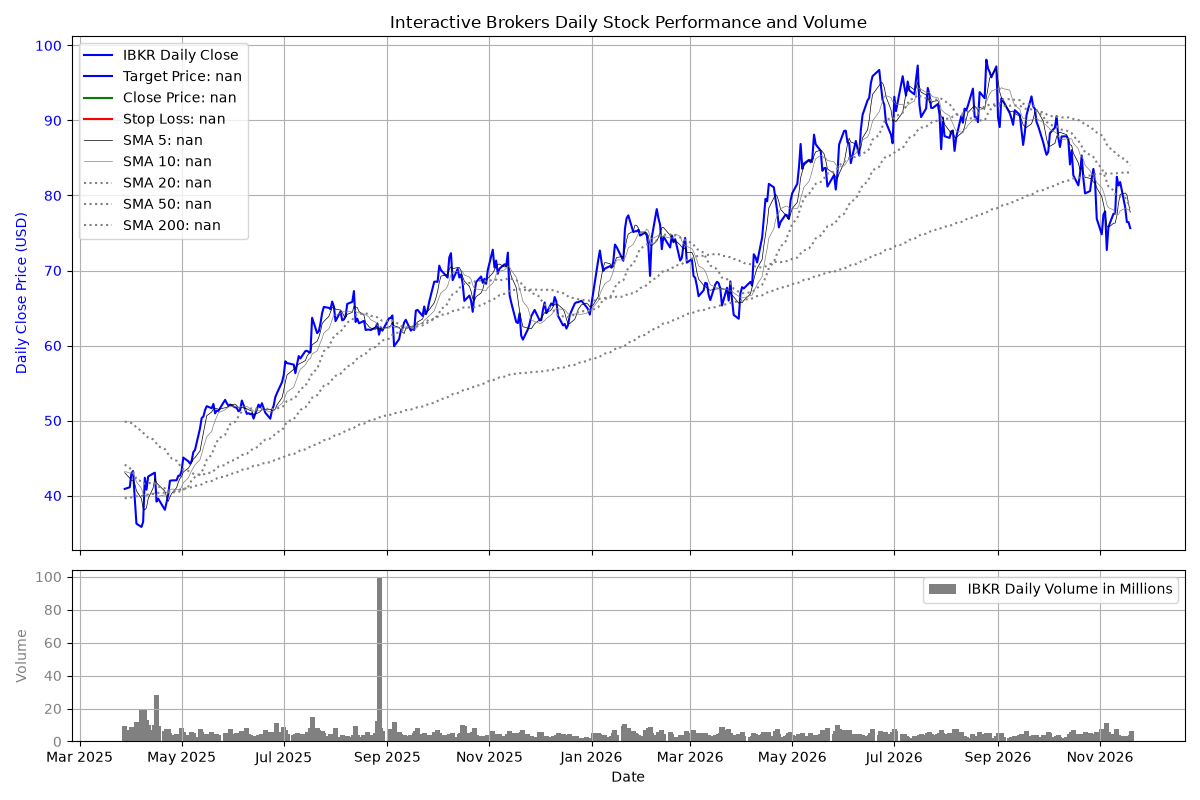 Interactive Brokers Daily Stock Performance and Volume
IBKR Daily Close
Target Price: nan
Close Price: nan
Stop Loss: nan
SMA 5: nan
SMA 10: nan
SMA 20: nan
SMA 50: nan
SMA 200: nan
Daily Close Price (USD)
100
90
80
70
60
50
40
IBKR Daily Volume in Millions
Volume
100
80
60
40
20
0
Mar 2025 May 2025 Jul 2025 Sep 2025 Nov 2025 Jan 2026 Mar 2026 May 2026 Jul 2026 Sep 2026 Nov 2026
Date